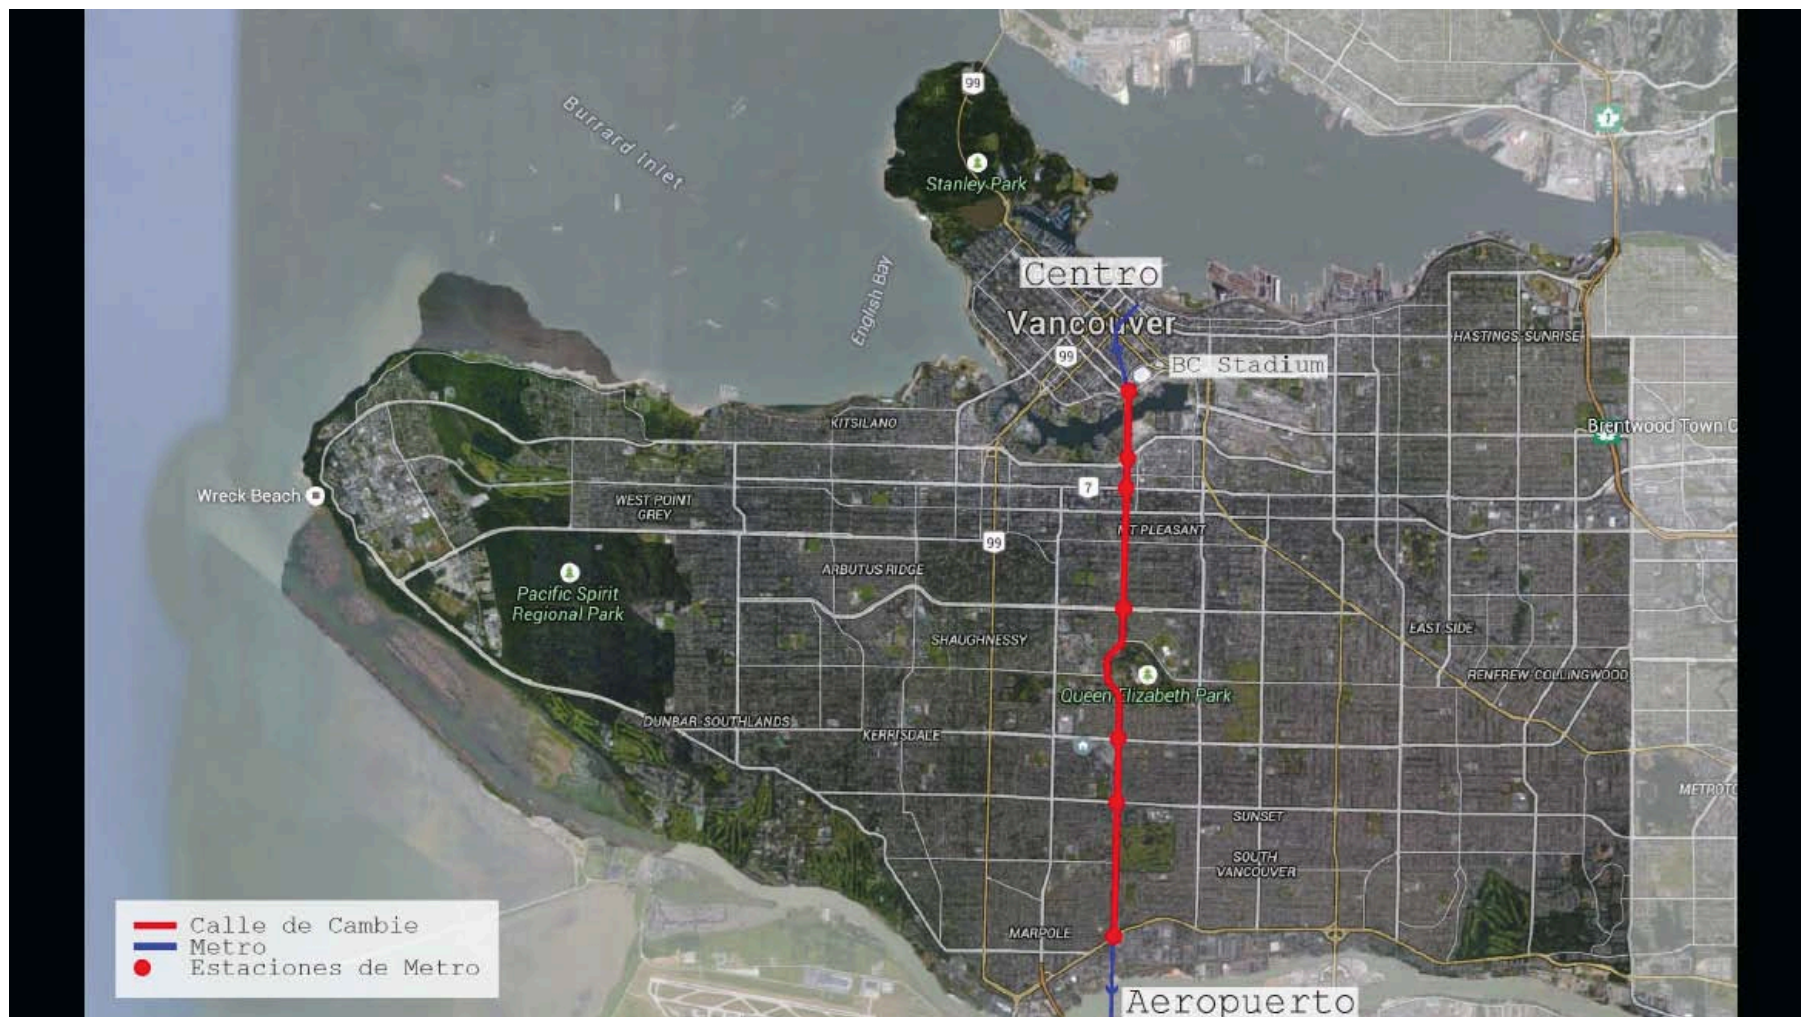 99
1
Burrard Inlet
Stanley Park
Centro
English Bay
Vancouver
HASTINGS-SUNRISE
99
BC Stadium
KITSILANO
Brentwood Town C
Wreck Beach
7
WEST POINT
GREY
MT PLEASANT
99
ARBUTUS RIDGE
Pacific Spirit
Regional Park
EAST SIDE
SHAUGHNESSY
RENFREW-COLLINGWOOD
Queen Elizabeth Park
DUNBAR-SOUTHLANDS
KERRISDALE
METROTO
SUNSET
SOUTH
VANCOUVER
MARPOLE
Calle de Cambie
Metro
Estaciones de Metro
Aeropuerto